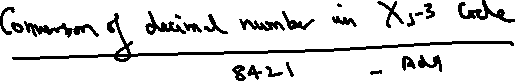 Conversion of decimal number in Xs-3 Code
8421 - Add